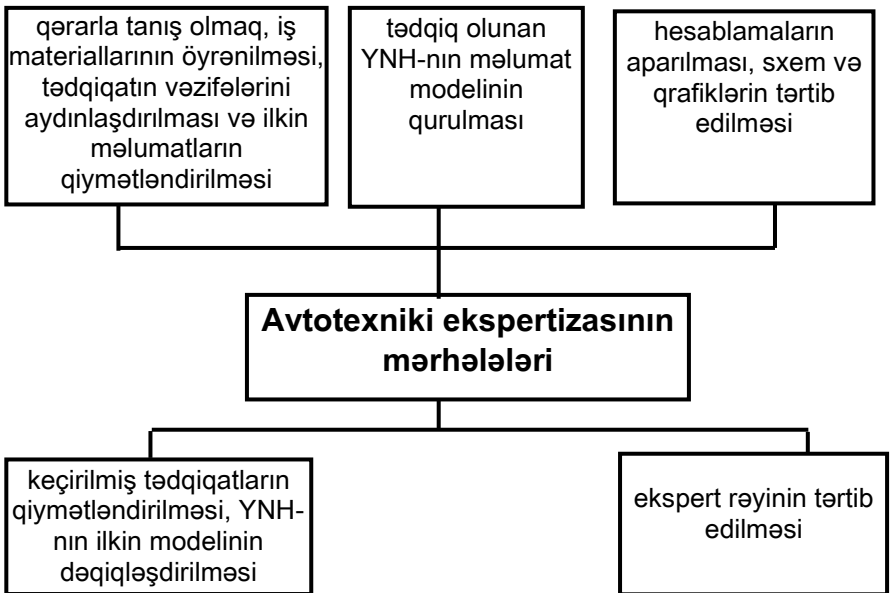 qərarla tanış olmaq, iş
materiallarının öyrənilməsi,
tədqiqatın vəzifələrini
aydınlaşdırılması və ilkin
məlumatların
qiymətləndirilməsi
tədqiq olunan
YNH-nın məlumat
modelinin
qurulması
hesablamaların
aparılması, sxem və
qrafiklərin tərtib
edilməsi
Avtotexniki ekspertizasının
mərhələləri
keçirilmiş tədqiqatların
qiymətləndirilməsi, YNH-
nın ilkin modelinin
dəqiqləşdirilməsi
ekspert rəyinin tərtib
edilməsi